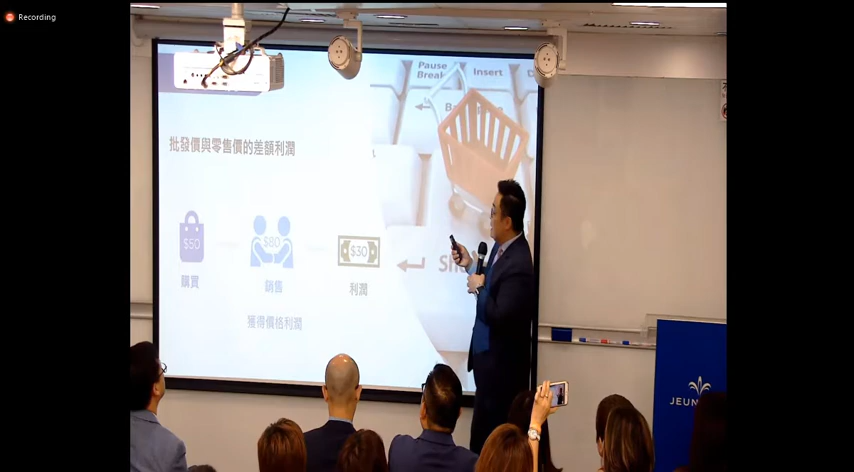 Recording
Pause
Break
Insert
批發價與零售價的差額利潤
$50
$80
$30
購買
銷售
利潤
獲得價格利潤
JEUN